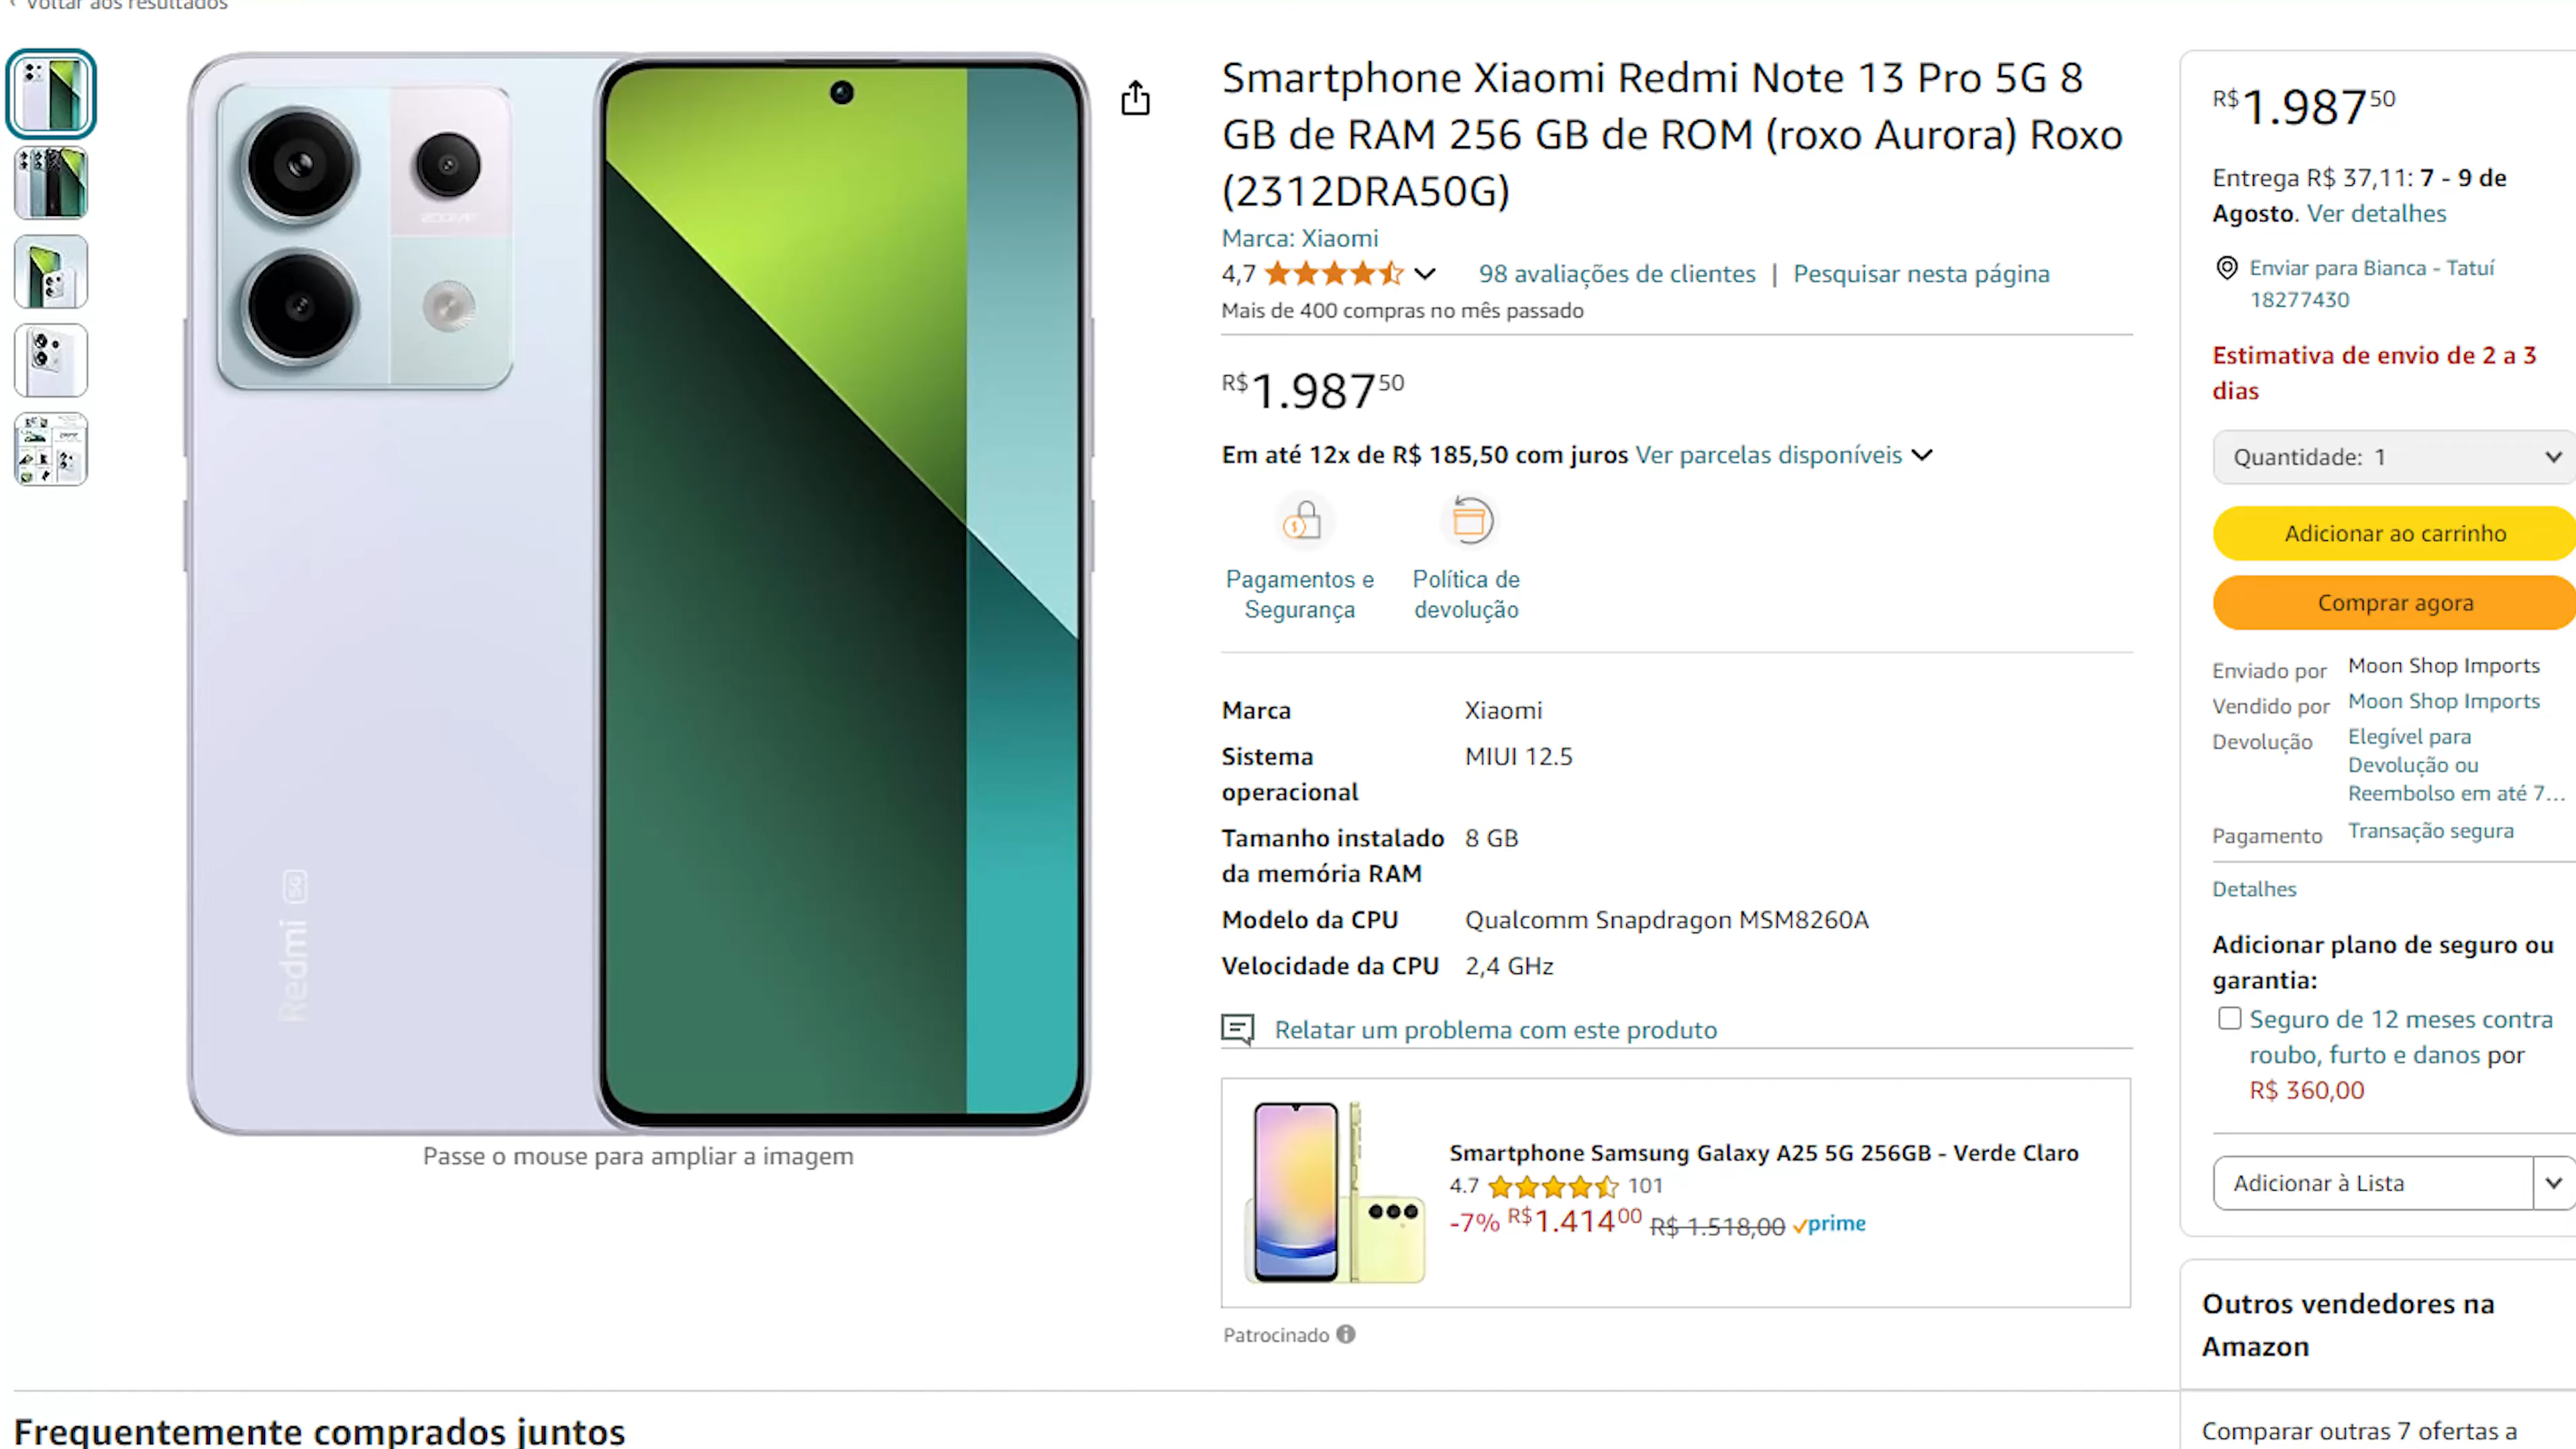 Voltar aos resultados
Redmi 5G
200MP
Passe o mouse para ampliar a imagem
Smartphone Xiaomi Redmi Note 13 Pro 5G 8
GB de RAM 256 GB de ROM (roxo Aurora) Roxo
(2312DRA50G)
Marca: Xiaomi
4,7 98 avaliações de clientes | Pesquisar nesta página
Mais de 400 compras no mês passado
R$1.98750
Em até 12x de R$ 185,50 com juros Ver parcelas disponíveis
Pagamentos e
Segurança
Política de
devolução
Marca Xiaomi
Sistema MIUI 12.5
operacional
Tamanho instalado 8 GB
da memória RAM
Modelo da CPU Qualcomm Snapdragon MSM8260A
Velocidade da CPU 2,4 GHz
Relatar um problema com este produto
Smartphone Samsung Galaxy A25 5G 256GB - Verde Claro
4.7 101
-7% R$1.41400 R$ 1.518,00 prime
Patrocinado
R$1.98750
Entrega R$ 37,11: 7 - 9 de
Agosto. Ver detalhes
Enviar para Bianca - Tatuí
18277430
Estimativa de envio de 2 a 3
dias
Quantidade: 1
Adicionar ao carrinho
Comprar agora
Enviado por Moon Shop Imports
Vendido por Moon Shop Imports
Devolução Elegível para
Devolução ou
Reembolso em até 7...
Pagamento Transação segura
Detalhes
Adicionar plano de seguro ou
garantia:
Seguro de 12 meses contra
roubo, furto e danos por
R$ 360,00
Adicionar à Lista
Outros vendedores na
Amazon
Comparar outras 7 ofertas a
Frequentemente comprados juntos